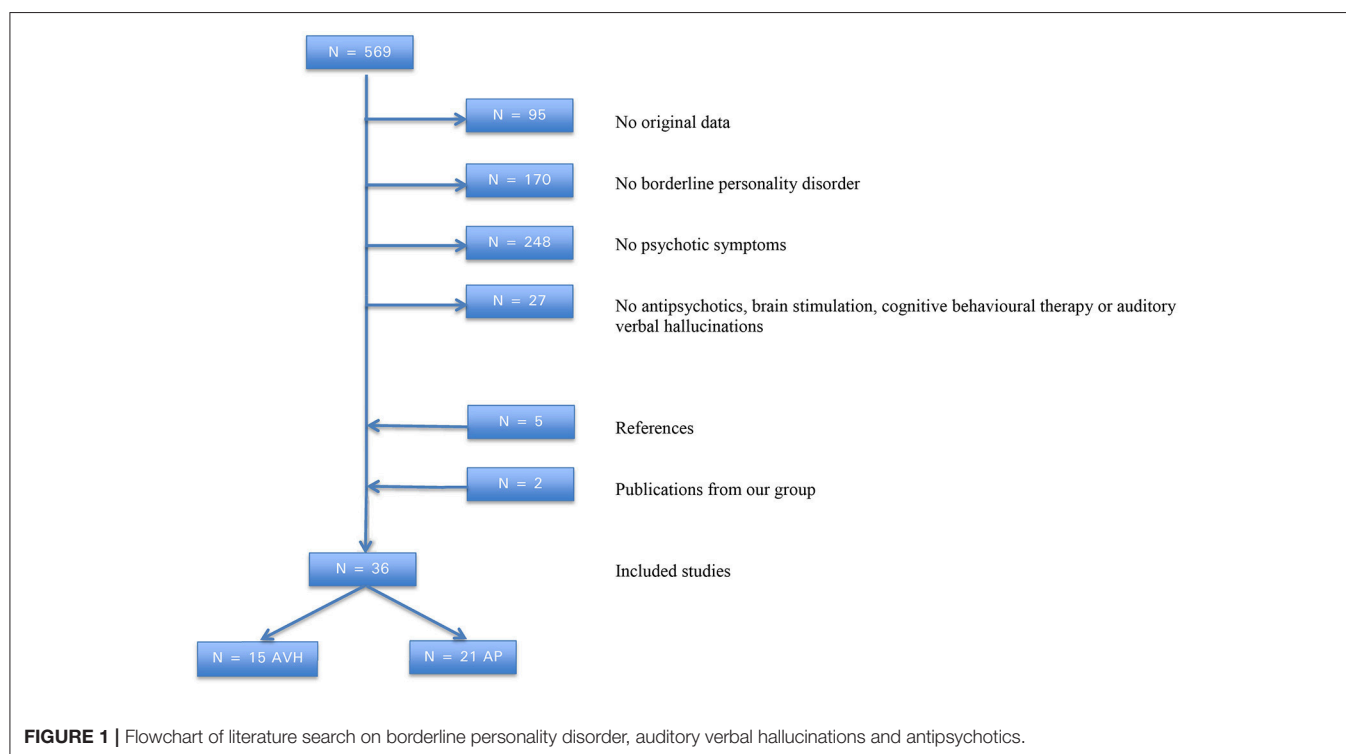 N = 569
N = 95
No original data
N = 170
No borderline personality disorder
N = 248
No psychotic symptoms
N = 27
No antipsychotics, brain stimulation, cognitive behavioural therapy or auditory
verbal hallucinations
N = 5
References
N = 2
Publications from our group
N = 36
Included studies
N = 15 AVH
N = 21 AP
FIGURE 1 | Flowchart of literature search on borderline personality disorder, auditory verbal hallucinations and antipsychotics.